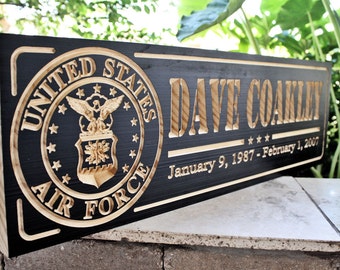 UNITED STATES
AIR FORCE
DAVE COAKLEY
January 9, 1987 - February 1, 2007